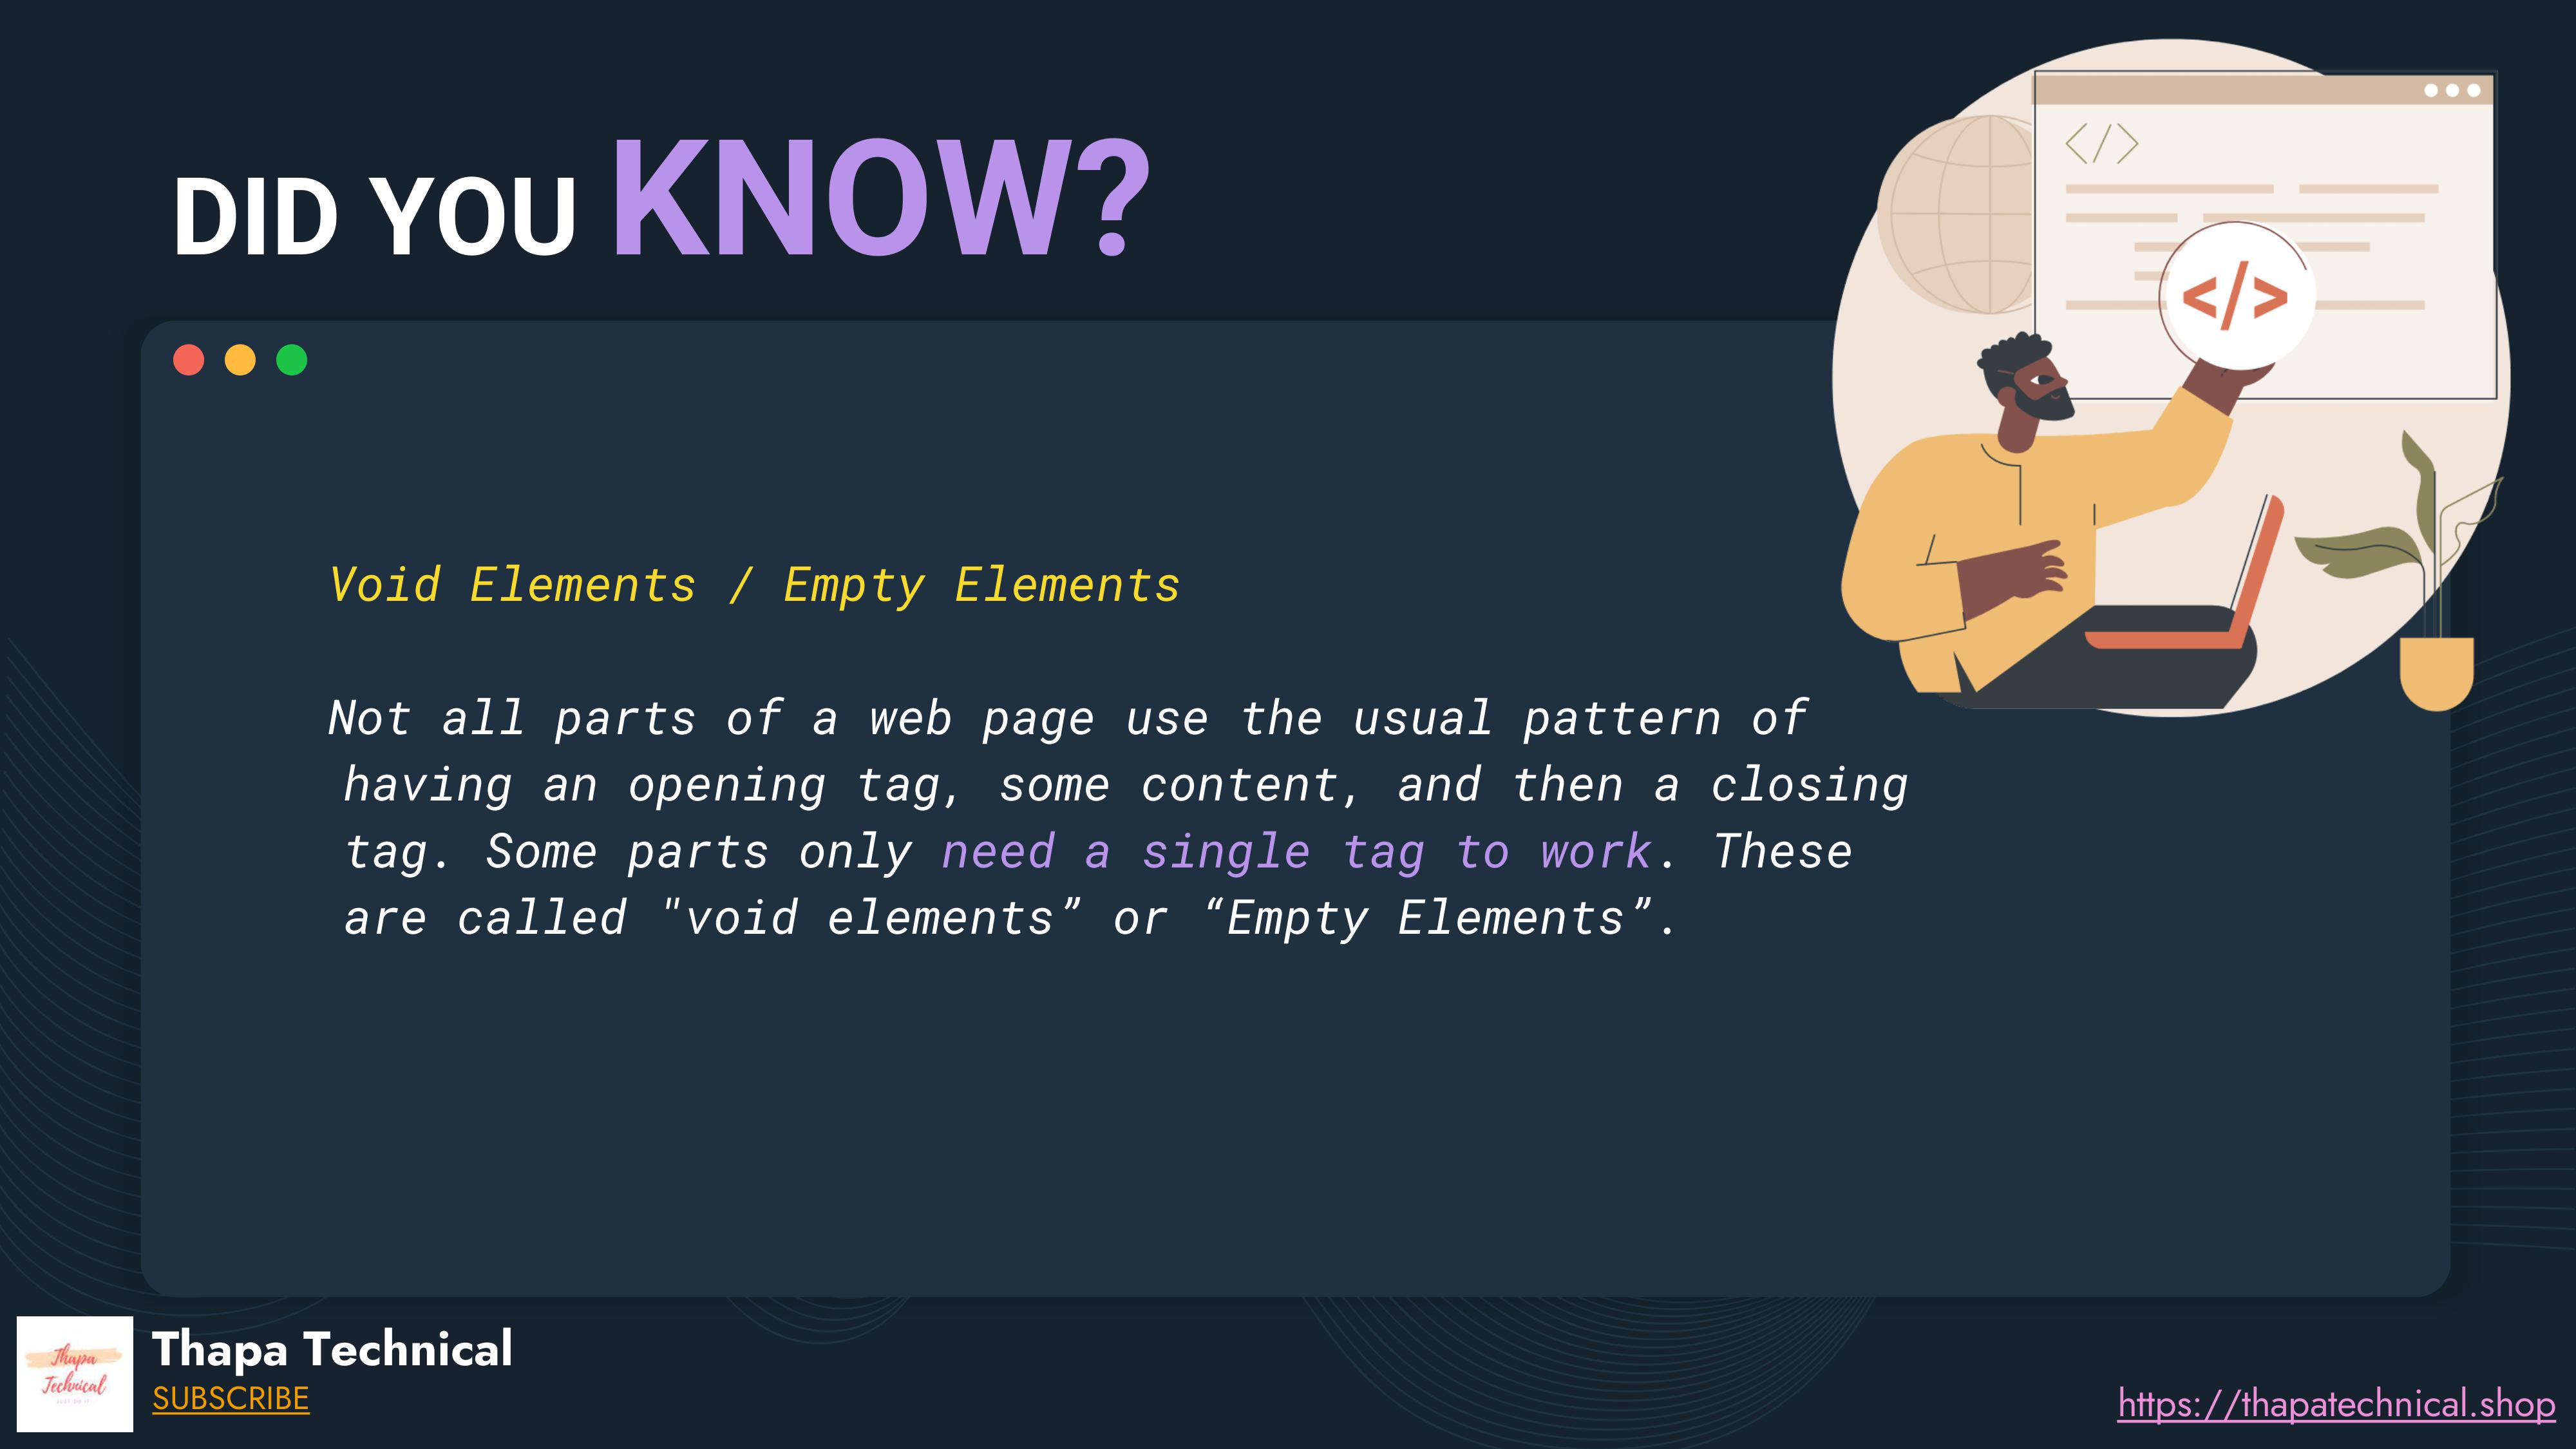 DID YOU KNOW?
</>
</>
Void Elements / Empty Elements
Not all parts of a web page use the usual pattern of
having an opening tag, some content, and then a closing
tag. Some parts only need a single tag to work. These
are called "void elements” or “Empty Elements”.
Thapa
Technical
Thapa Technical
SUBSCRIBE
https://thapatechnical.shop